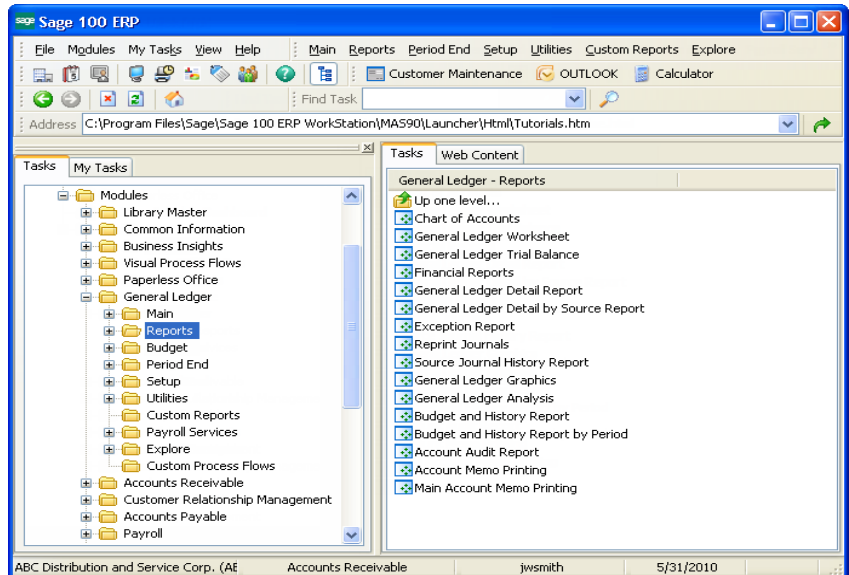 sage Sage 100 ERP
File Modules My Tasks View Help Main Reports Period End Setup Utilities Custom Reports Explore
Customer Maintenance OUTLOOK Calculator
Find Task
Address C:\Program Files\Sage\Sage 100 ERP WorkStation\MAS90\Launcher\Html\Tutorials.htm
Tasks My Tasks
Modules
Library Master
Common Information
Business Insights
Visual Process Flows
Paperless Office
General Ledger
Main
Reports
Budget
Period End
Setup
Utilities
Custom Reports
Payroll Services
Explore
Custom Process Flows
Accounts Receivable
Customer Relationship Management
Accounts Payable
Payroll
Tasks Web Content
General Ledger - Reports
Up one level...
Chart of Accounts
General Ledger Worksheet
General Ledger Trial Balance
Financial Reports
General Ledger Detail Report
General Ledger Detail by Source Report
Exception Report
Reprint Journals
Source Journal History Report
General Ledger Graphics
General Ledger Analysis
Budget and History Report
Budget and History Report by Period
Account Audit Report
Account Memo Printing
Main Account Memo Printing
ABC Distribution and Service Corp. (AB Accounts Receivable jwsmith 5/31/2010